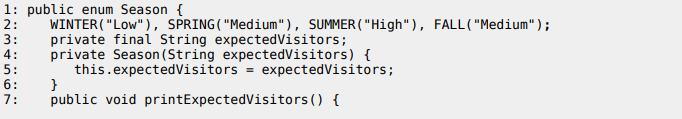 1: public enum Season {
2:    WINTER("Low"), SPRING("Medium"), SUMMER("High"), FALL("Medium");
3:    private final String expectedVisitors;
4:    private Season(String expectedVisitors) {
5:       this.expectedVisitors = expectedVisitors;
6:    }
7:    public void printExpectedVisitors() {